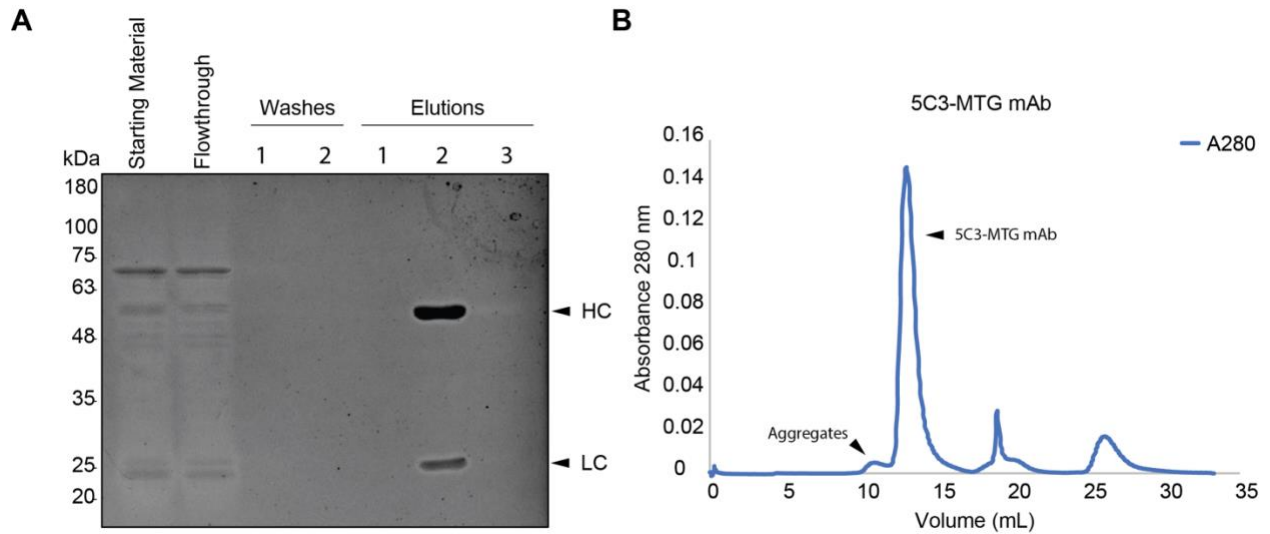 A
Starting Material
Flowthrough
Washes
Elutions
kDa
1 2 1 2 3
180
100
75
63
48
35
25
20
HC
LC
B
5C3-MTG mAb
A280
Absorbance 280 nm
0.16
0.14
0.12
0.1
0.08
0.06
0.04
0.02
0
5C3-MTG mAb
Aggregates
0 5 10 15 20 25 30 35
Volume (mL)